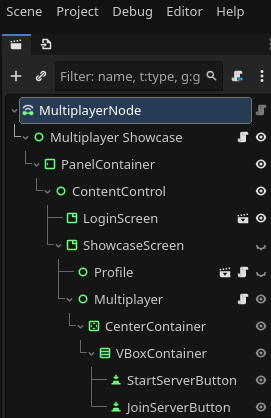 Scene Project Debug Editor Help
Filter: name, t:type, g:g
MultiplayerNode
Multiplayer Showcase
PanelContainer
ContentControl
LoginScreen
ShowcaseScreen
Profile
Multiplayer
CenterContainer
VBoxContainer
StartServerButton
JoinServerButton